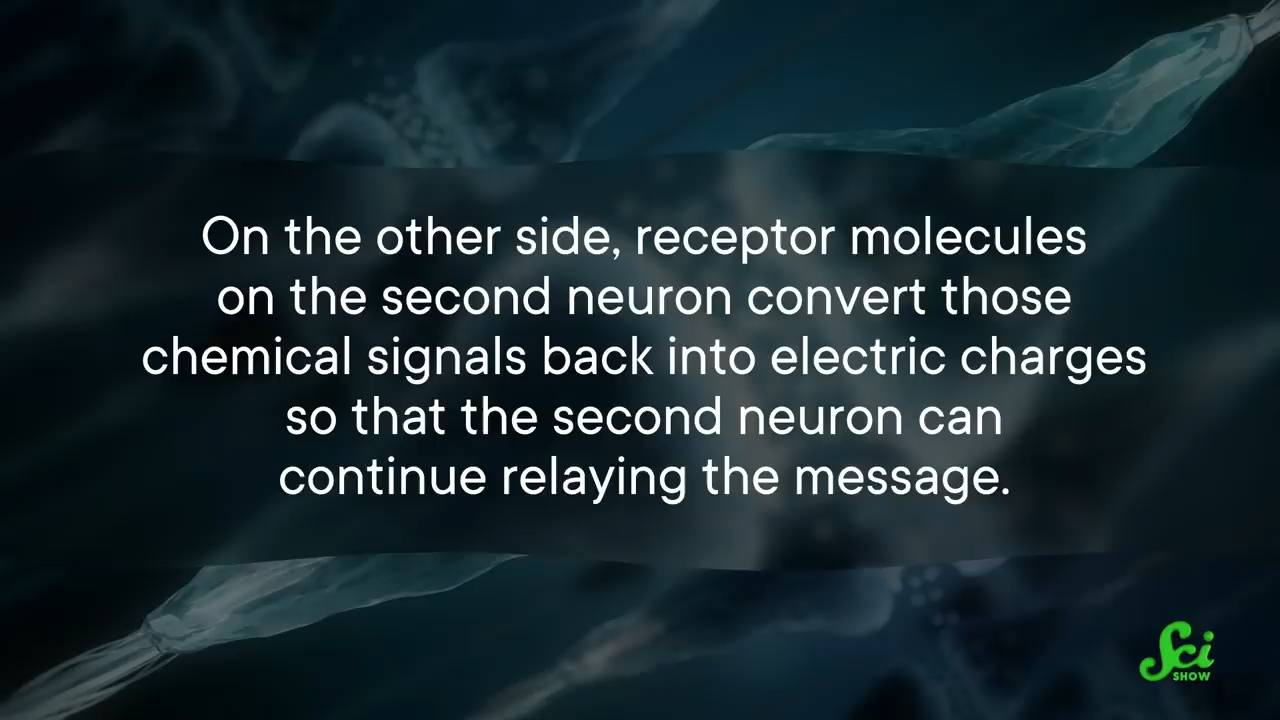 On the other side, receptor molecules
on the second neuron convert those
chemical signals back into electric charges
so that the second neuron can
continue relaying the message.
Sci
SHOW